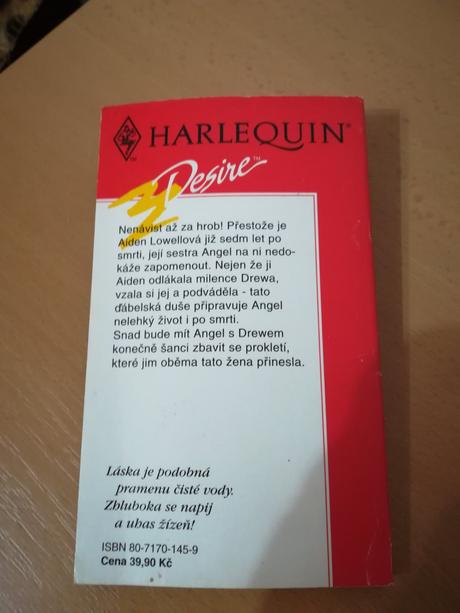 HARLEQUIN®
Desire™
Nenávist až za hrob! Přestože je
Aiden Lowellová již sedm let po
smrti, její sestra Angel na ni nedo-
káže zapomenout. Nejen že ji
Aiden odlákala milence Drewa,
vzala si jej a podváděla - tato
ďábelská duše připravuje Angel
nelehký život i po smrti.
Snad bude mít Angel s Drewem
konečně šanci zbavit se prokletí,
které jim oběma tato žena přinesla.
Láska je podobná
pramenu čisté vody.
Zhluboka se napij
a uhas žízeň!
ISBN 80-7170-145-9
Cena 39,90 Kč